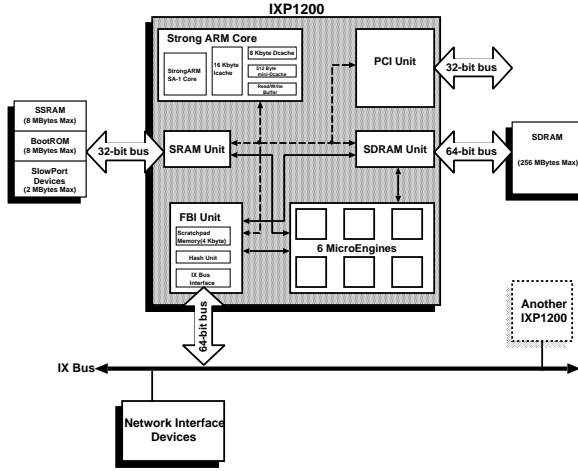 IXP1200
Strong ARM Core
StrongARM
SA-1 Core
16 Kbyte
Icache
8 Kbyte Dcache
512 Byte
mini-Dcache
Read/Write
Buffer
PCI Unit
32-bit bus
SSRAM
(8 MBytes Max)
BootROM
(8 MBytes Max)
SlowPort
Devices
(2 MBytes Max)
32-bit bus
SRAM Unit
SDRAM Unit
64-bit bus
SDRAM
(256 MBytes Max)
FBI Unit
Scratchpad
Memory(4 Kbyte)
Hash Unit
IX Bus
Interface
6 MicroEngines
64-bit bus
Another
IXP1200
IX Bus
Network Interface
Devices